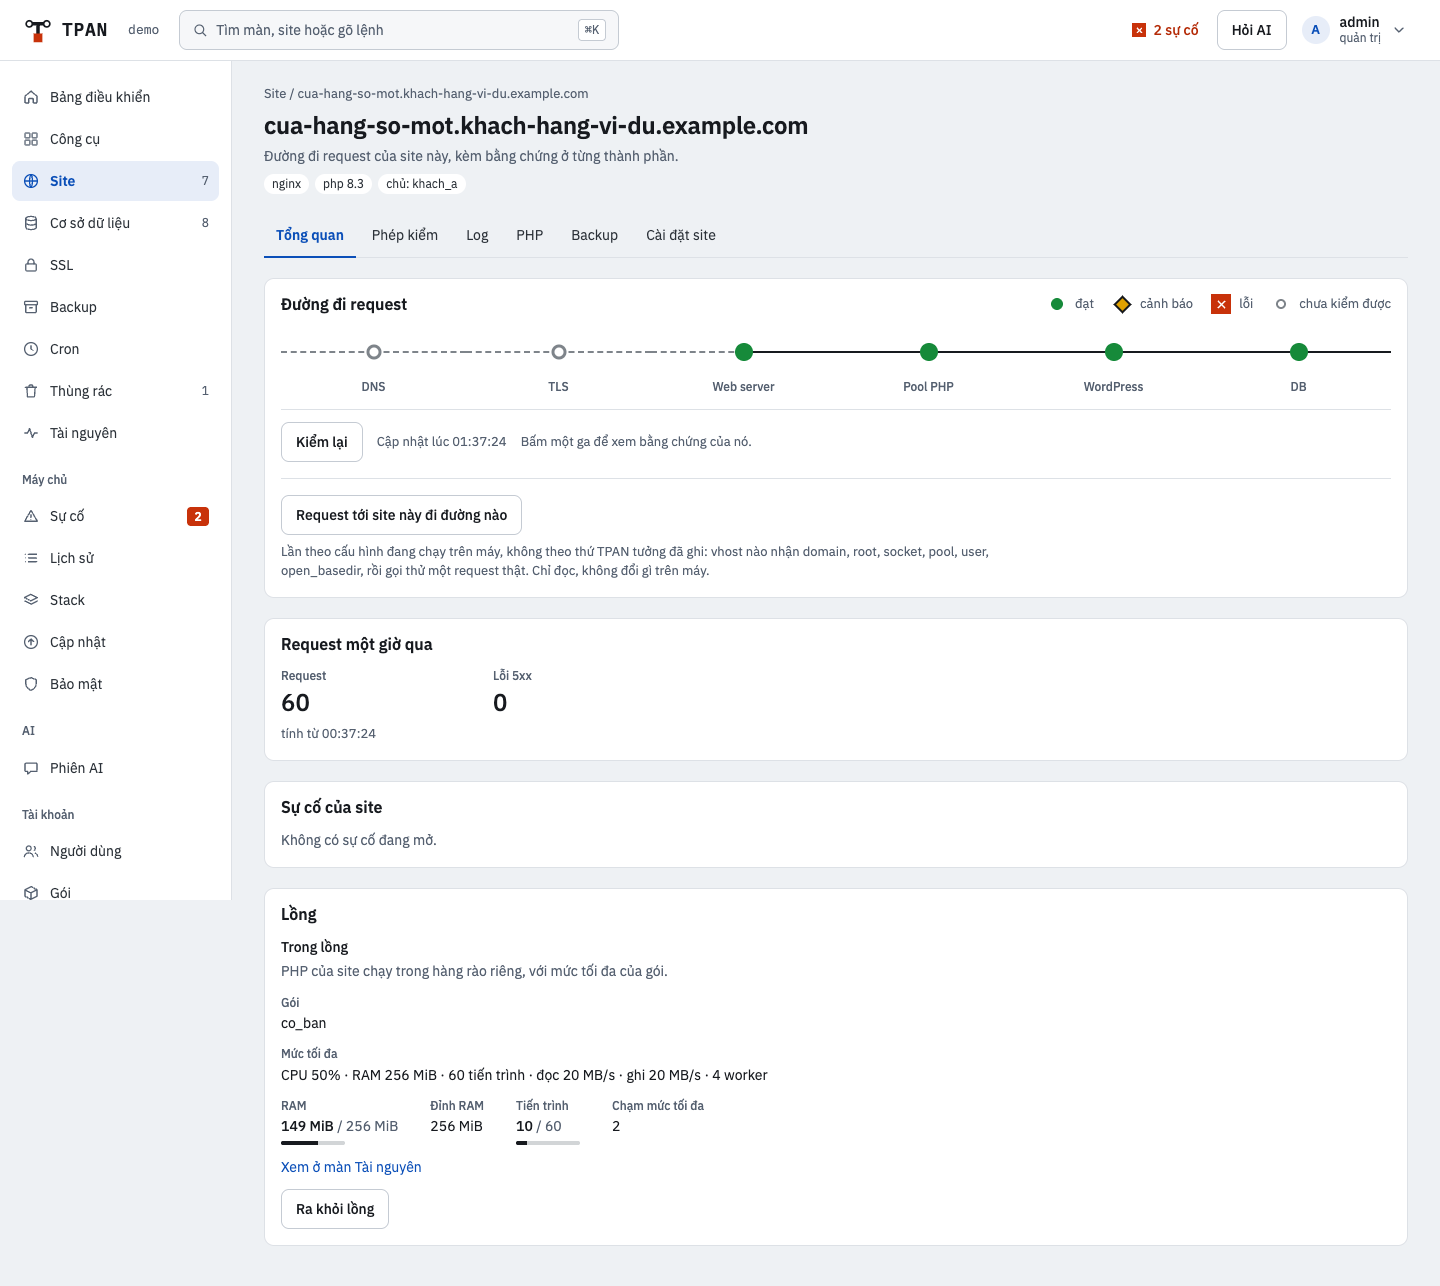 TPAN
demo
Tìm màn, site hoặc gõ lệnh
⌘K
2 sự cố
Hỏi AI
A
admin
quản trị
Bảng điều khiển
Công cụ
Site 7
Cơ sở dữ liệu 8
SSL
Backup
Cron
Thùng rác 1
Tài nguyên
Máy chủ
Sự cố 2
Lịch sử
Stack
Cập nhật
Bảo mật
AI
Phiên AI
Tài khoản
Người dùng
Gói
Site / cua-hang-so-mot.khach-hang-vi-du.example.com
cua-hang-so-mot.khach-hang-vi-du.example.com
Đường đi request của site này, kèm bằng chứng ở từng thành phần.
nginx php 8.3 chủ: khach_a
Tổng quan Phép kiểm Log PHP Backup Cài đặt site
Đường đi request
đạt cảnh báo lỗi chưa kiểm được
DNS TLS Web server Pool PHP WordPress DB
Kiểm lại Cập nhật lúc 01:37:24 Bấm một ga để xem bằng chứng của nó.
Request tới site này đi đường nào
Lần theo cấu hình đang chạy trên máy, không theo thứ TPAN tưởng đã ghi: vhost nào nhận domain, root, socket, pool, user,
open_basedir, rồi gọi thử một request thật. Chỉ đọc, không đổi gì trên máy.
Request một giờ qua
Request Lỗi 5xx
60 0
tính từ 00:37:24
Sự cố của site
Không có sự cố đang mở.
Lồng
Trong lồng
PHP của site chạy trong hàng rào riêng, với mức tối đa của gói.
Gói
co_ban
Mức tối đa
CPU 50% · RAM 256 MiB · 60 tiến trình · đọc 20 MB/s · ghi 20 MB/s · 4 worker
RAM Đỉnh RAM Tiến trình Chạm mức tối đa
149 MiB / 256 MiB 256 MiB 10 / 60 2
Xem ở màn Tài nguyên
Ra khỏi lồng